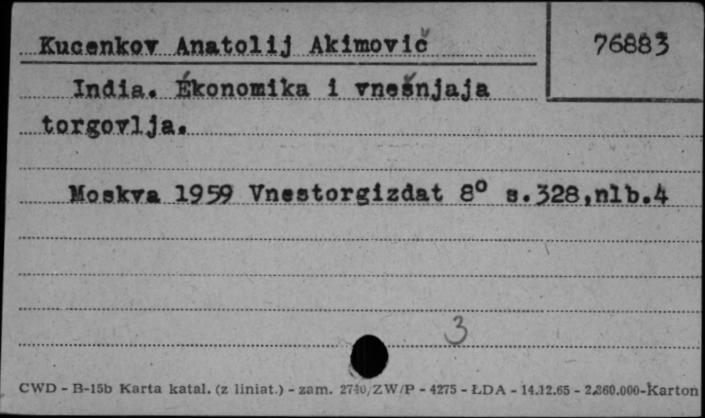 Kucenkov Anatolij Akimovič
76883
India. Ékonomika i vnešnjaja
torgovlja.
Moskva 1959 Vnestorgizdat 8° s.328,nlb.4
3
CWD - B-15b Karta katal. (z liniat.) - zam. 2740/ZW/P - 4275 - ŁDA - 14.12.65 - 2.360.000-Karton